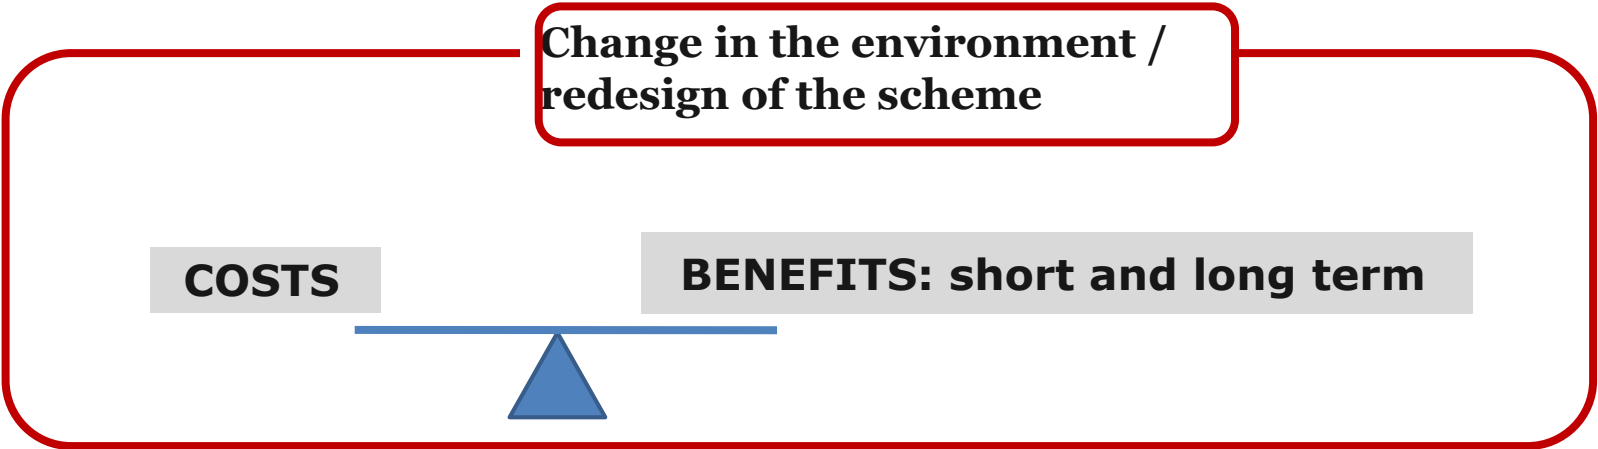 Change in the environment /
redesign of the scheme
COSTS
BENEFITS: short and long term